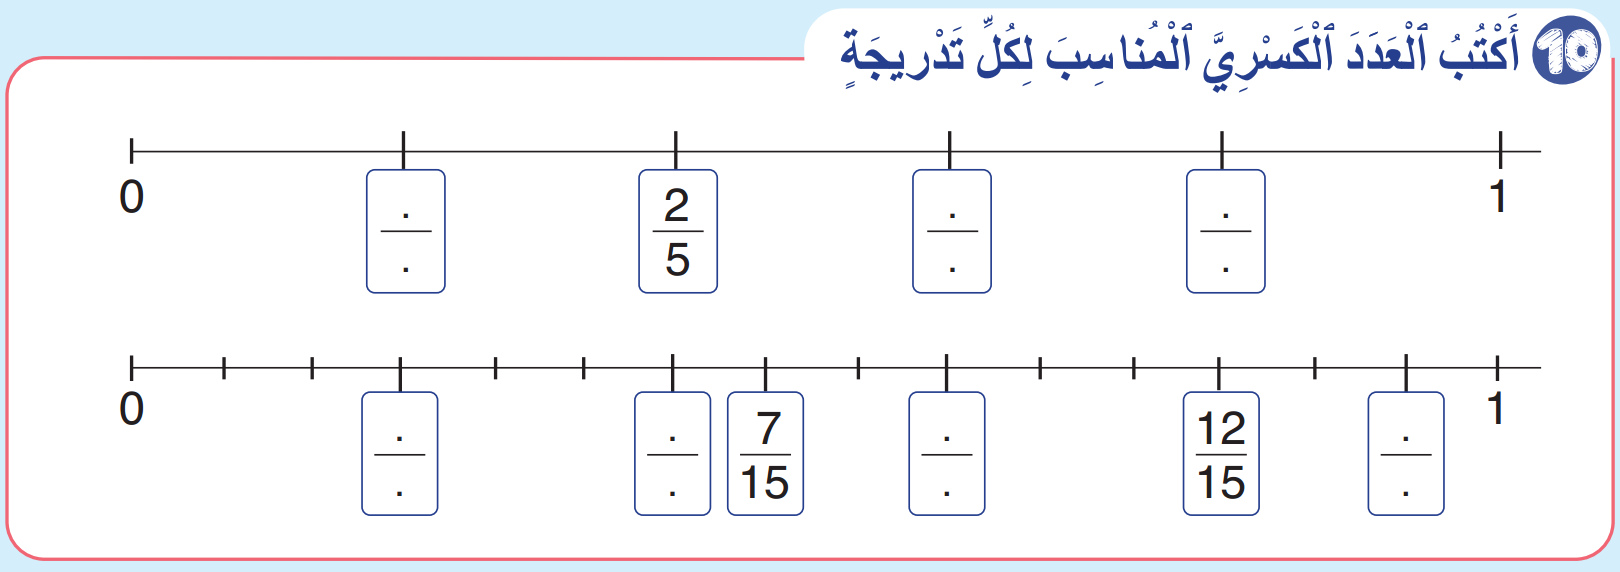 10 أَكْتُبُ ٱلْعَدَدَ ٱلْكَسْرِيَّ ٱلْمُناسِبَ لِكُلِّ تَدْرِيجَةٍ
0 . 2 . . 1
. 5 . .
0 . . 7 . 12 . 1
. . 15 . 15 .